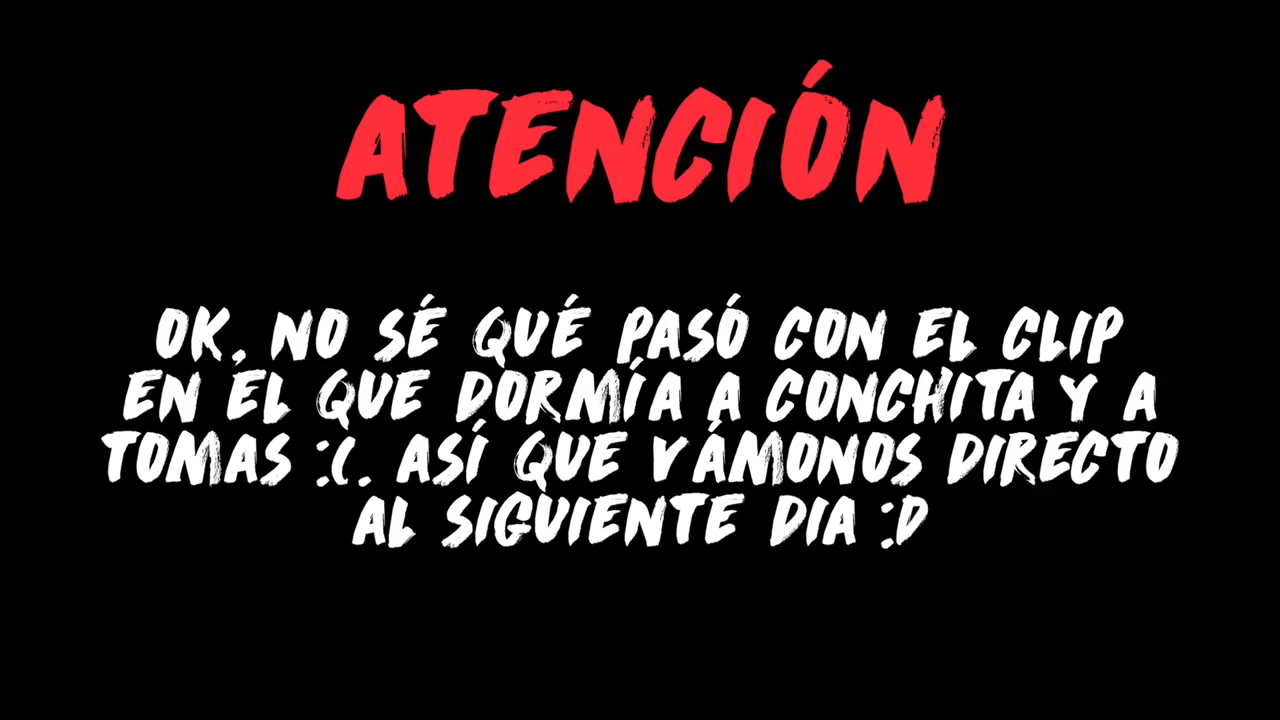 ATENCIÓN
OK, NO SÉ QUÉ PASÓ CON EL CLIP
EN EL QUE DORMÍA A CONCHITA Y A
TOMAS :(. ASÍ QUE VÁMONOS DIRECTO
AL SIGUIENTE DIA :D